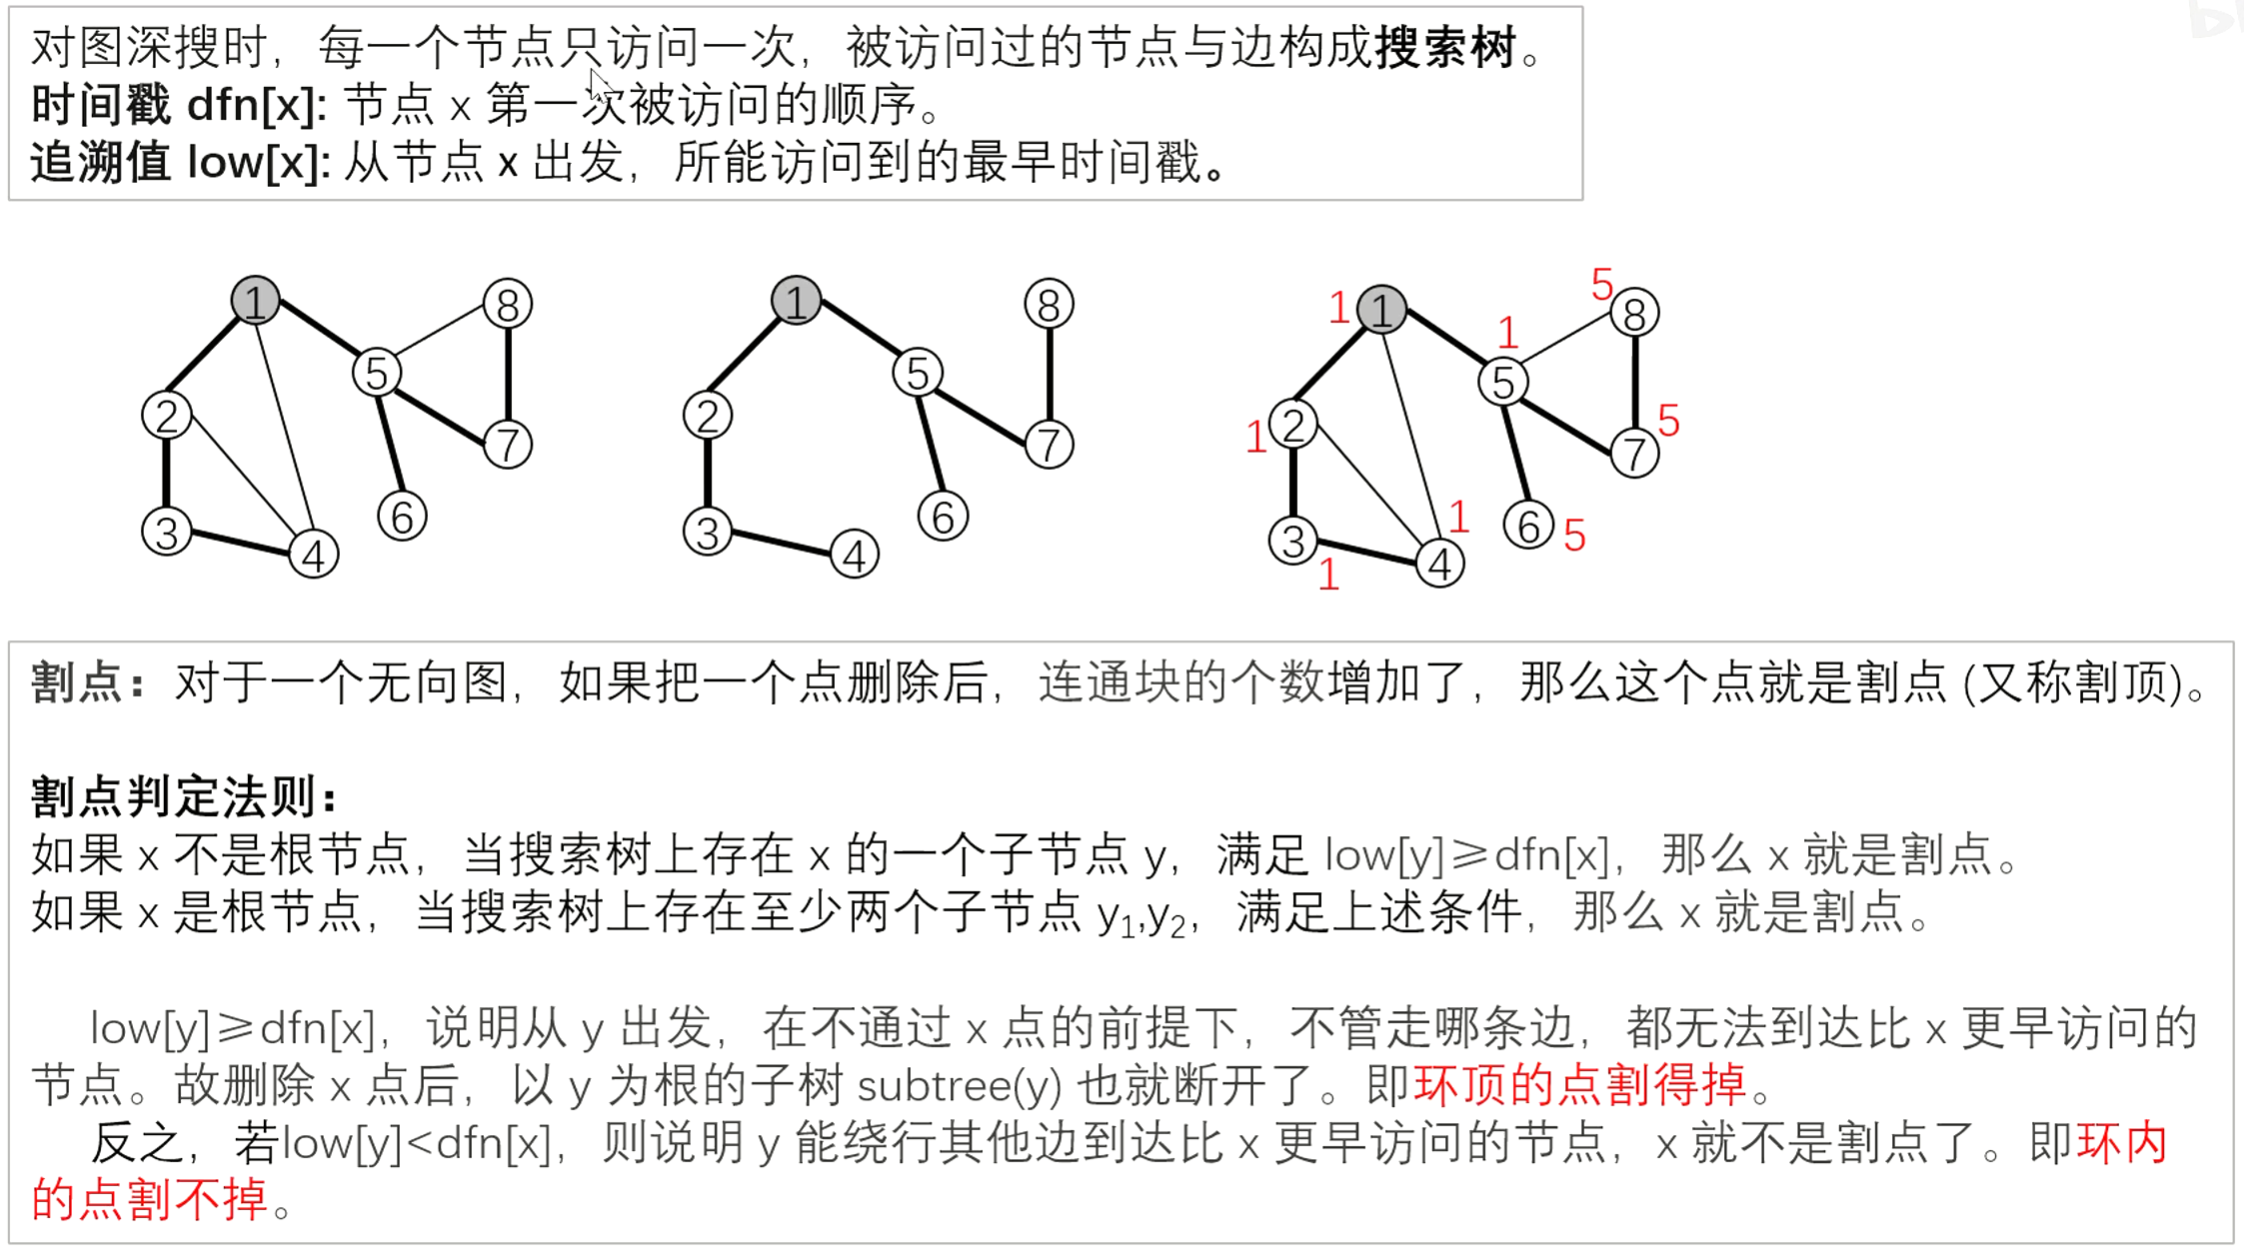 对图深搜时，每一个节点只访问一次，被访问过的节点与边构成搜索树。
时间戳 dfn[x]: 节点 x 第一次被访问的顺序。
追溯值 low[x]: 从节点 x 出发，所能访问到的最早时间戳。
1 8 5 2 7 3 6 4
1 8 5 2 7 3 6 4
1 1 5 8 1 5 1 2 5 7 3 1 1 4 6 5
割点：对于一个无向图，如果把一个点删除后，连通块的个数增加了，那么这个点就是割点 (又称割顶)。
割点判定法则：
如果 x 不是根节点，当搜索树上存在 x 的一个子节点 y，满足 low[y]≥dfn[x]，那么 x 就是割点。
如果 x 是根节点，当搜索树上存在至少两个子节点 y₁,y₂，满足上述条件，那么 x 就是割点。
low[y]≥dfn[x]，说明从 y 出发，在不通过 x 点的前提下，不管走哪条边，都无法到达比 x 更早访问的
节点。故删除 x 点后，以 y 为根的子树 subtree(y) 也就断开了。即环顶的点割得掉。
反之，若low[y]<dfn[x]，则说明 y 能绕行其他边到达比 x 更早访问的节点，x 就不是割点了。即环内
的点割不掉。